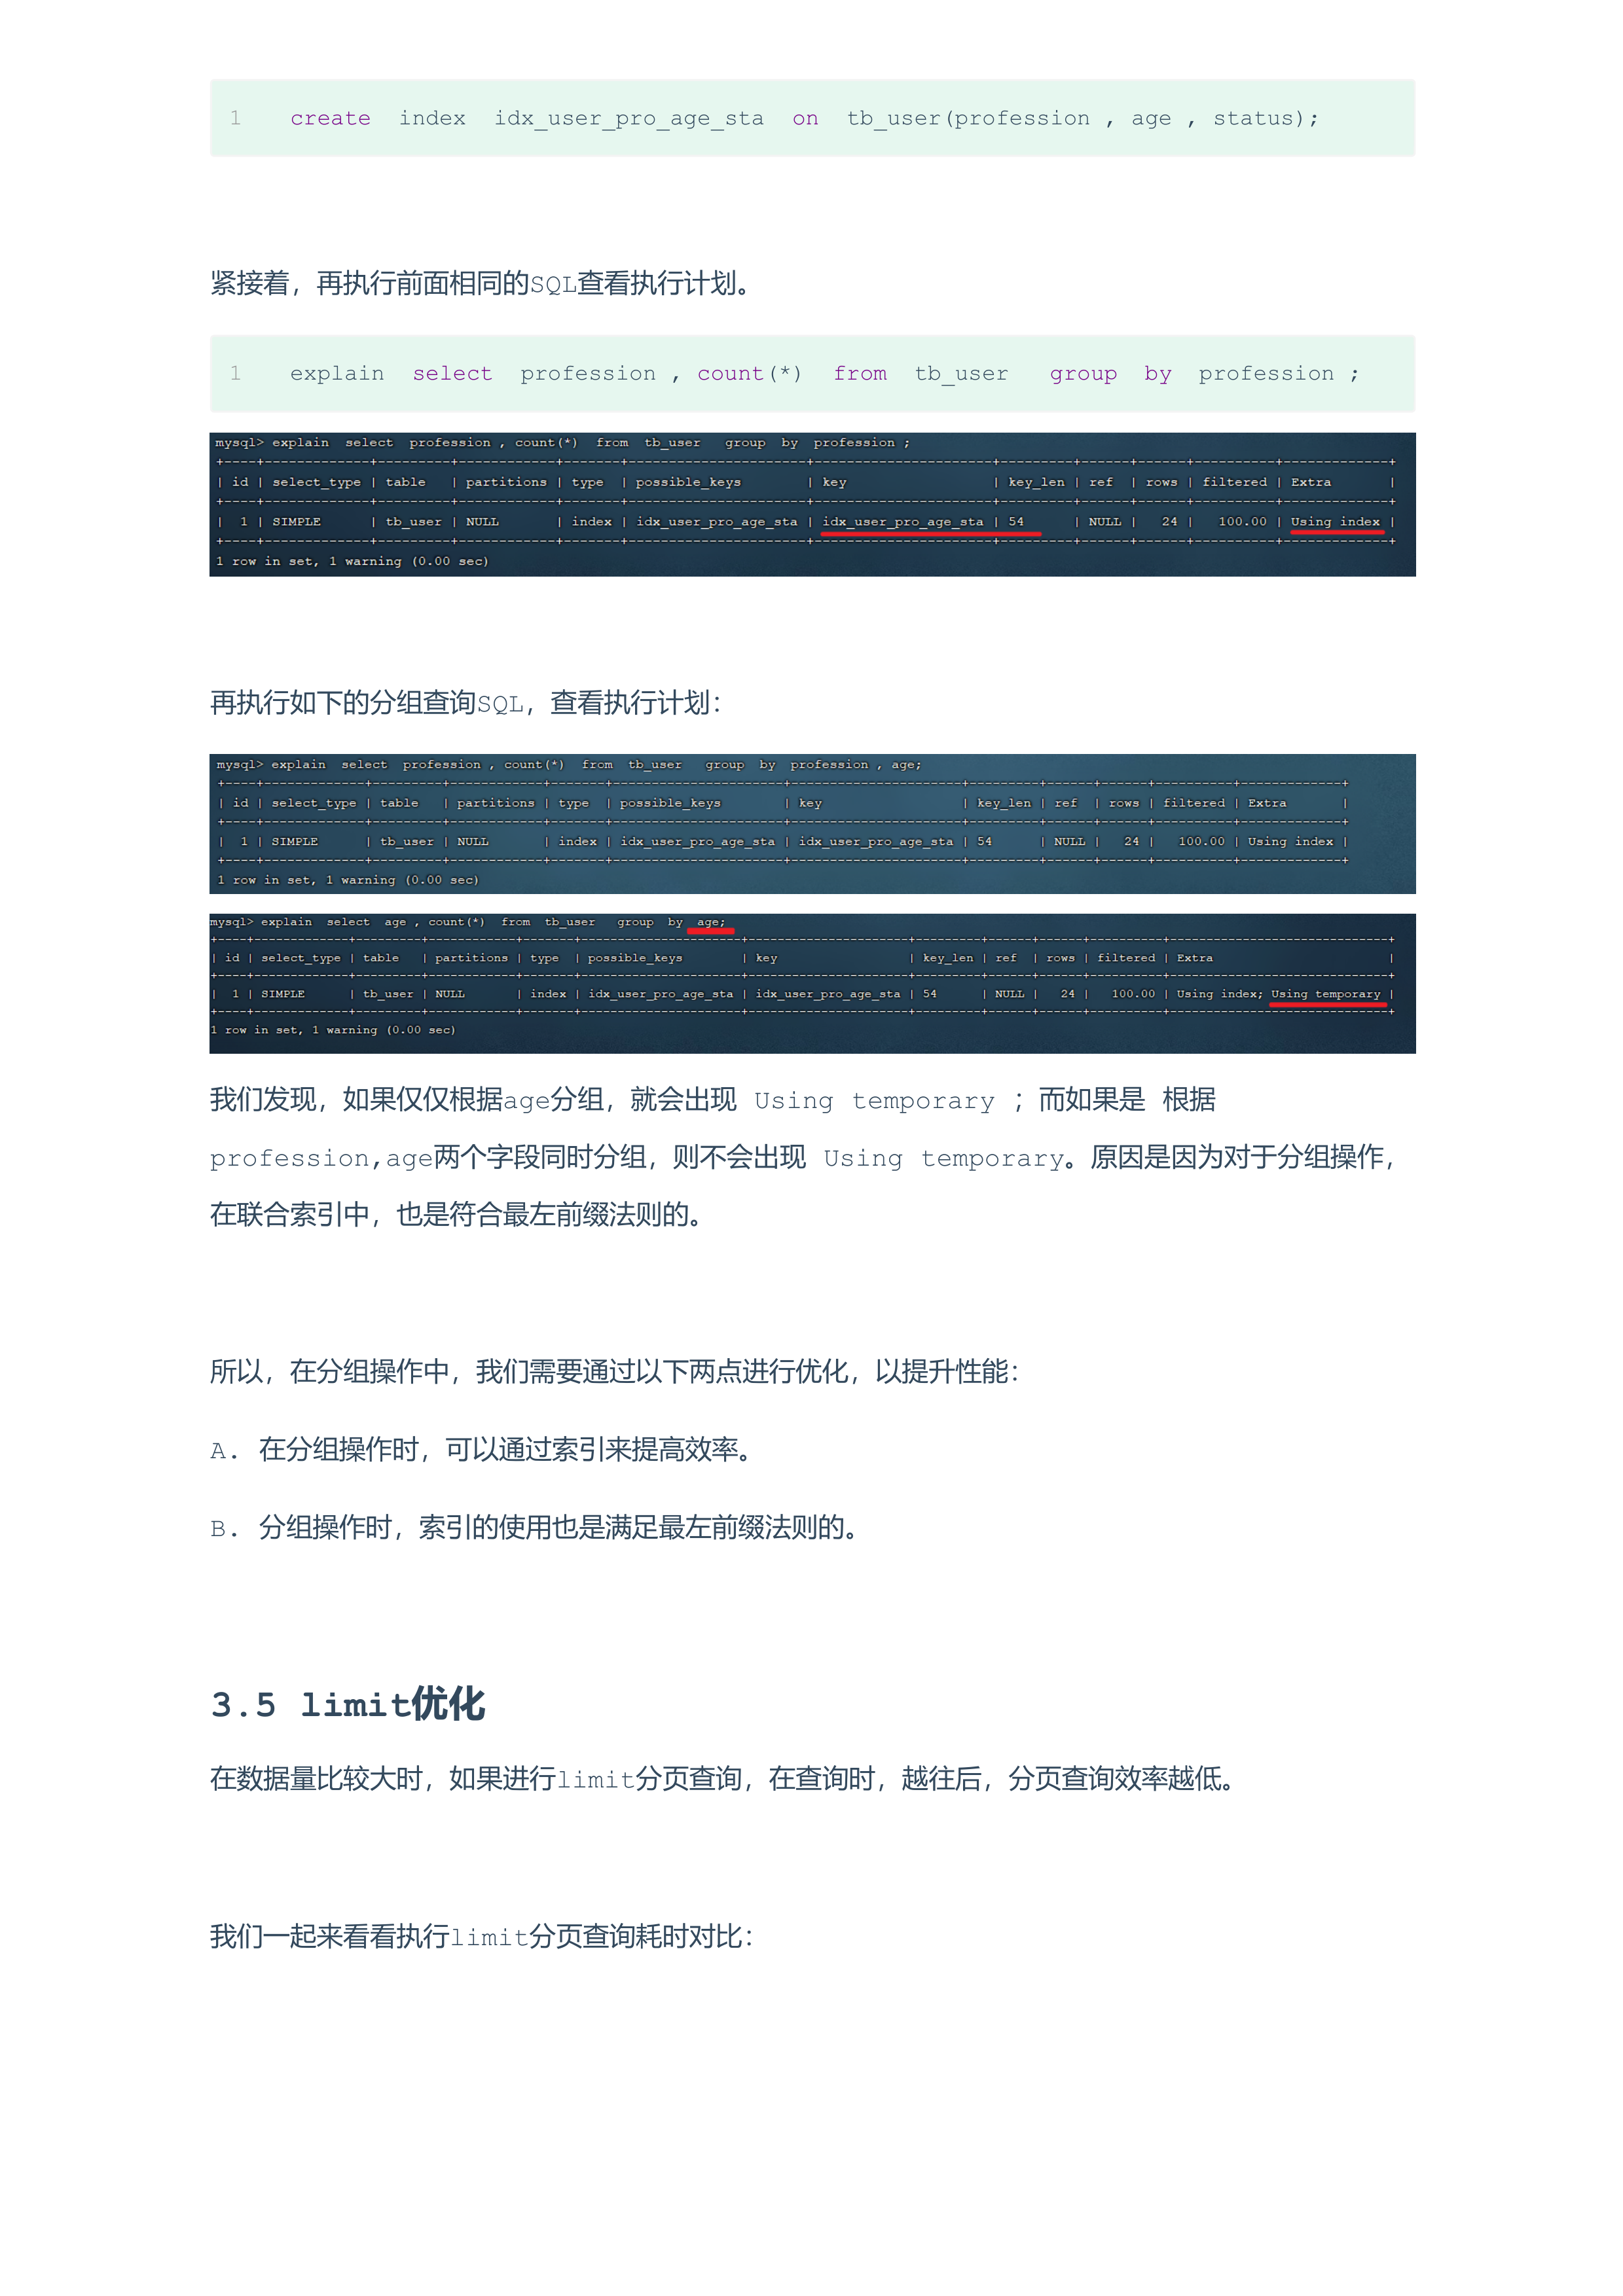 1 create index idx_user_pro_age_sta on tb_user(profession , age , status);
紧接着，再执行前面相同的SQL查看执行计划。
1 explain select profession , count(*) from tb_user group by profession ;
mysql> explain select profession , count(*) from tb_user group by profession ;
+----+-------------+---------+------------+-------+----------------------+----------------------+---------+------+------+----------+-------------+
| id | select_type | table | partitions | type | possible_keys | key | key_len | ref | rows | filtered | Extra |
+----+-------------+---------+------------+-------+----------------------+----------------------+---------+------+------+----------+-------------+
| 1 | SIMPLE | tb_user | NULL | index | idx_user_pro_age_sta | idx_user_pro_age_sta | 54 | NULL | 24 | 100.00 | Using index |
+----+-------------+---------+------------+-------+----------------------+----------------------+---------+------+------+----------+-------------+
1 row in set, 1 warning (0.00 sec)
再执行如下的分组查询SQL，查看执行计划：
mysql> explain select profession , count(*) from tb_user group by profession , age;
+----+-------------+---------+------------+-------+----------------------+----------------------+---------+------+------+----------+-------------+
| id | select_type | table | partitions | type | possible_keys | key | key_len | ref | rows | filtered | Extra |
+----+-------------+---------+------------+-------+----------------------+----------------------+---------+------+------+----------+-------------+
| 1 | SIMPLE | tb_user | NULL | index | idx_user_pro_age_sta | idx_user_pro_age_sta | 54 | NULL | 24 | 100.00 | Using index |
+----+-------------+---------+------------+-------+----------------------+----------------------+---------+------+------+----------+-------------+
1 row in set, 1 warning (0.00 sec)
mysql> explain select age , count(*) from tb_user group by age;
+----+-------------+---------+------------+-------+----------------------+----------------------+---------+------+------+----------+------------------------------+
| id | select_type | table | partitions | type | possible_keys | key | key_len | ref | rows | filtered | Extra |
+----+-------------+---------+------------+-------+----------------------+----------------------+---------+------+------+----------+------------------------------+
| 1 | SIMPLE | tb_user | NULL | index | idx_user_pro_age_sta | idx_user_pro_age_sta | 54 | NULL | 24 | 100.00 | Using index; Using temporary |
+----+-------------+---------+------------+-------+----------------------+----------------------+---------+------+------+----------+------------------------------+
1 row in set, 1 warning (0.00 sec)
我们发现，如果仅仅根据age分组，就会出现 Using temporary ；而如果是 根据
profession,age两个字段同时分组，则不会出现 Using temporary。原因是因为对于分组操作，
在联合索引中，也是符合最左前缀法则的。
所以，在分组操作中，我们需要通过以下两点进行优化，以提升性能：
A. 在分组操作时，可以通过索引来提高效率。
B. 分组操作时，索引的使用也是满足最左前缀法则的。
3.5 limit优化
在数据量比较大时，如果进行limit分页查询，在查询时，越往后，分页查询效率越低。
我们一起来看看执行limit分页查询耗时对比：